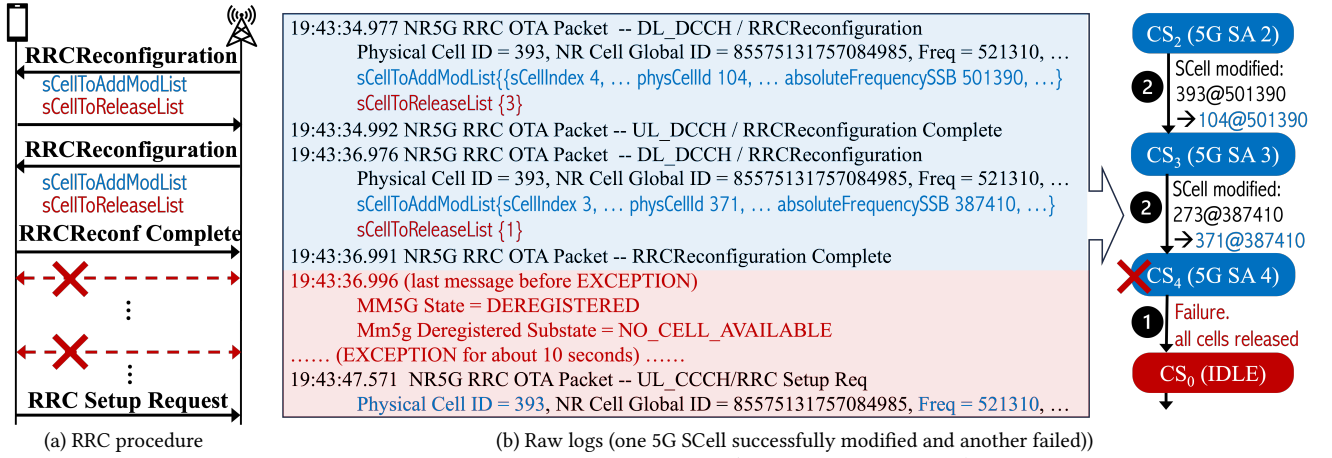 RRCReconfiguration
sCellToAddModList
sCellToReleaseList
RRCReconfiguration
sCellToAddModList
sCellToReleaseList
RRCReconf Complete
RRC Setup Request
(a) RRC procedure
19:43:34.977 NR5G RRC OTA Packet -- DL_DCCH / RRCReconfiguration
Physical Cell ID = 393, NR Cell Global ID = 85575131757084985, Freq = 521310, …
sCellToAddModList{{sCellIndex 4, … physCellId 104, … absoluteFrequencySSB 501390, …}
sCellToReleaseList {3}
19:43:34.992 NR5G RRC OTA Packet -- UL_DCCH / RRCReconfiguration Complete
19:43:36.976 NR5G RRC OTA Packet -- DL_DCCH / RRCReconfiguration
Physical Cell ID = 393, NR Cell Global ID = 85575131757084985, Freq = 521310, …
sCellToAddModList{sCellIndex 3, … physCellId 371, … absoluteFrequencySSB 387410, …}
sCellToReleaseList {1}
19:43:36.991 NR5G RRC OTA Packet -- RRCReconfiguration Complete
19:43:36.996 (last message before EXCEPTION)
MM5G State = DEREGISTERED
Mm5g Deregistered Substate = NO_CELL_AVAILABLE
…… (EXCEPTION for about 10 seconds) ……
19:43:47.571 NR5G RRC OTA Packet -- UL_CCCH/RRC Setup Req
Physical Cell ID = 393, NR Cell Global ID = 85575131757084985, Freq = 521310, …
(b) Raw logs (one 5G SCell successfully modified and another failed))
CS₂ (5G SA 2)
2
SCell modified:
393@501390
→104@501390
CS₃ (5G SA 3)
2
SCell modified:
273@387410
→371@387410
CS₄ (5G SA 4)
1
Failure.
all cells released
CS₀ (IDLE)